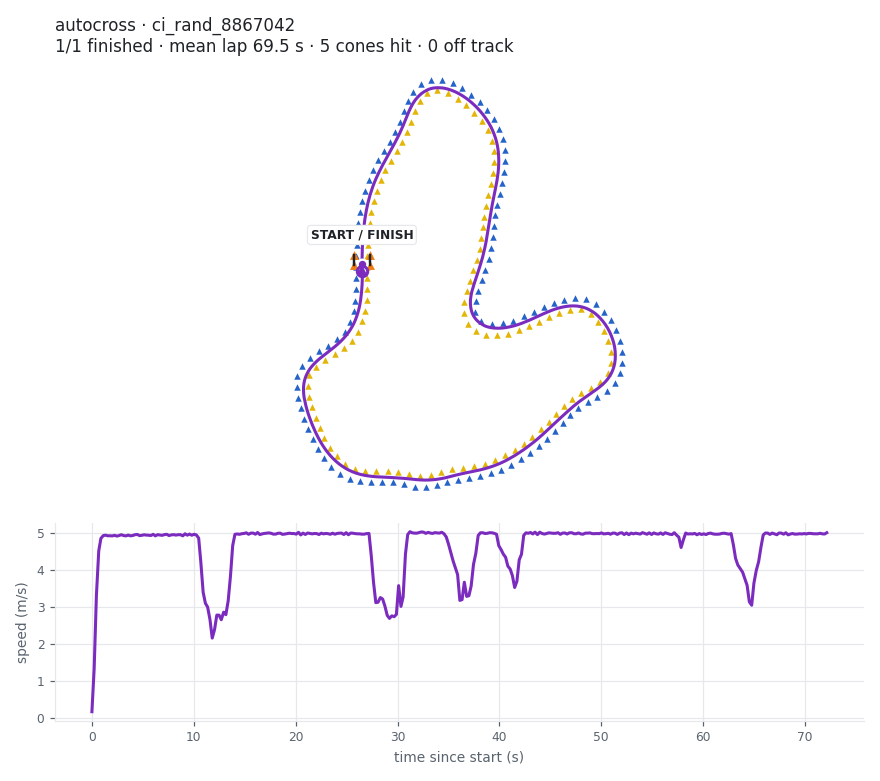 autocross · ci_rand_8867042
1/1 finished · mean lap 69.5 s · 5 cones hit · 0 off track
START / FINISH
5
4
3
2
1
0
speed (m/s)
0 10 20 30 40 50 60 70
time since start (s)